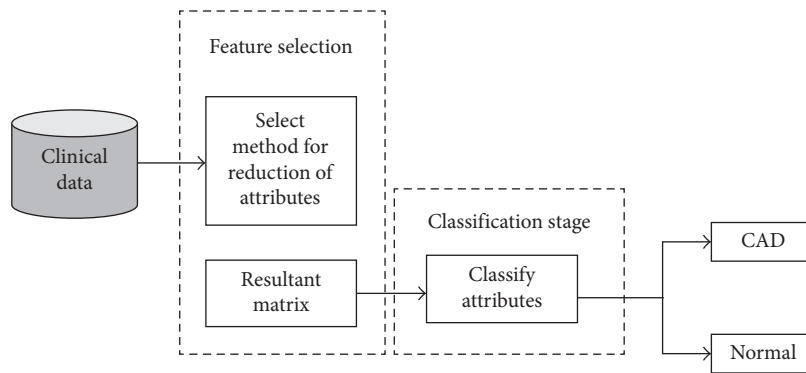 Feature selection
Clinical
data
Select
method for
reduction of
attributes
Resultant
matrix
Classification stage
Classify
attributes
CAD
Normal